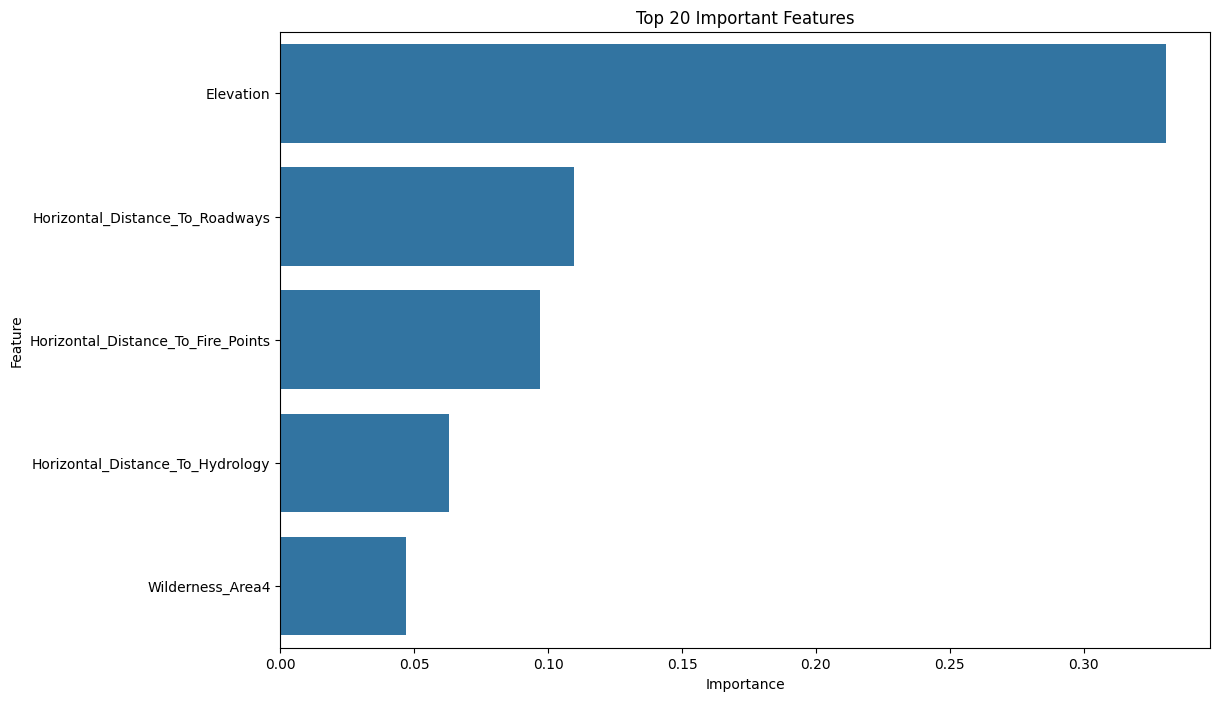 Top 20 Important Features
Elevation
Horizontal_Distance_To_Roadways
Horizontal_Distance_To_Fire_Points
Horizontal_Distance_To_Hydrology
Wilderness_Area4
Feature
0.00 0.05 0.10 0.15 0.20 0.25 0.30
Importance